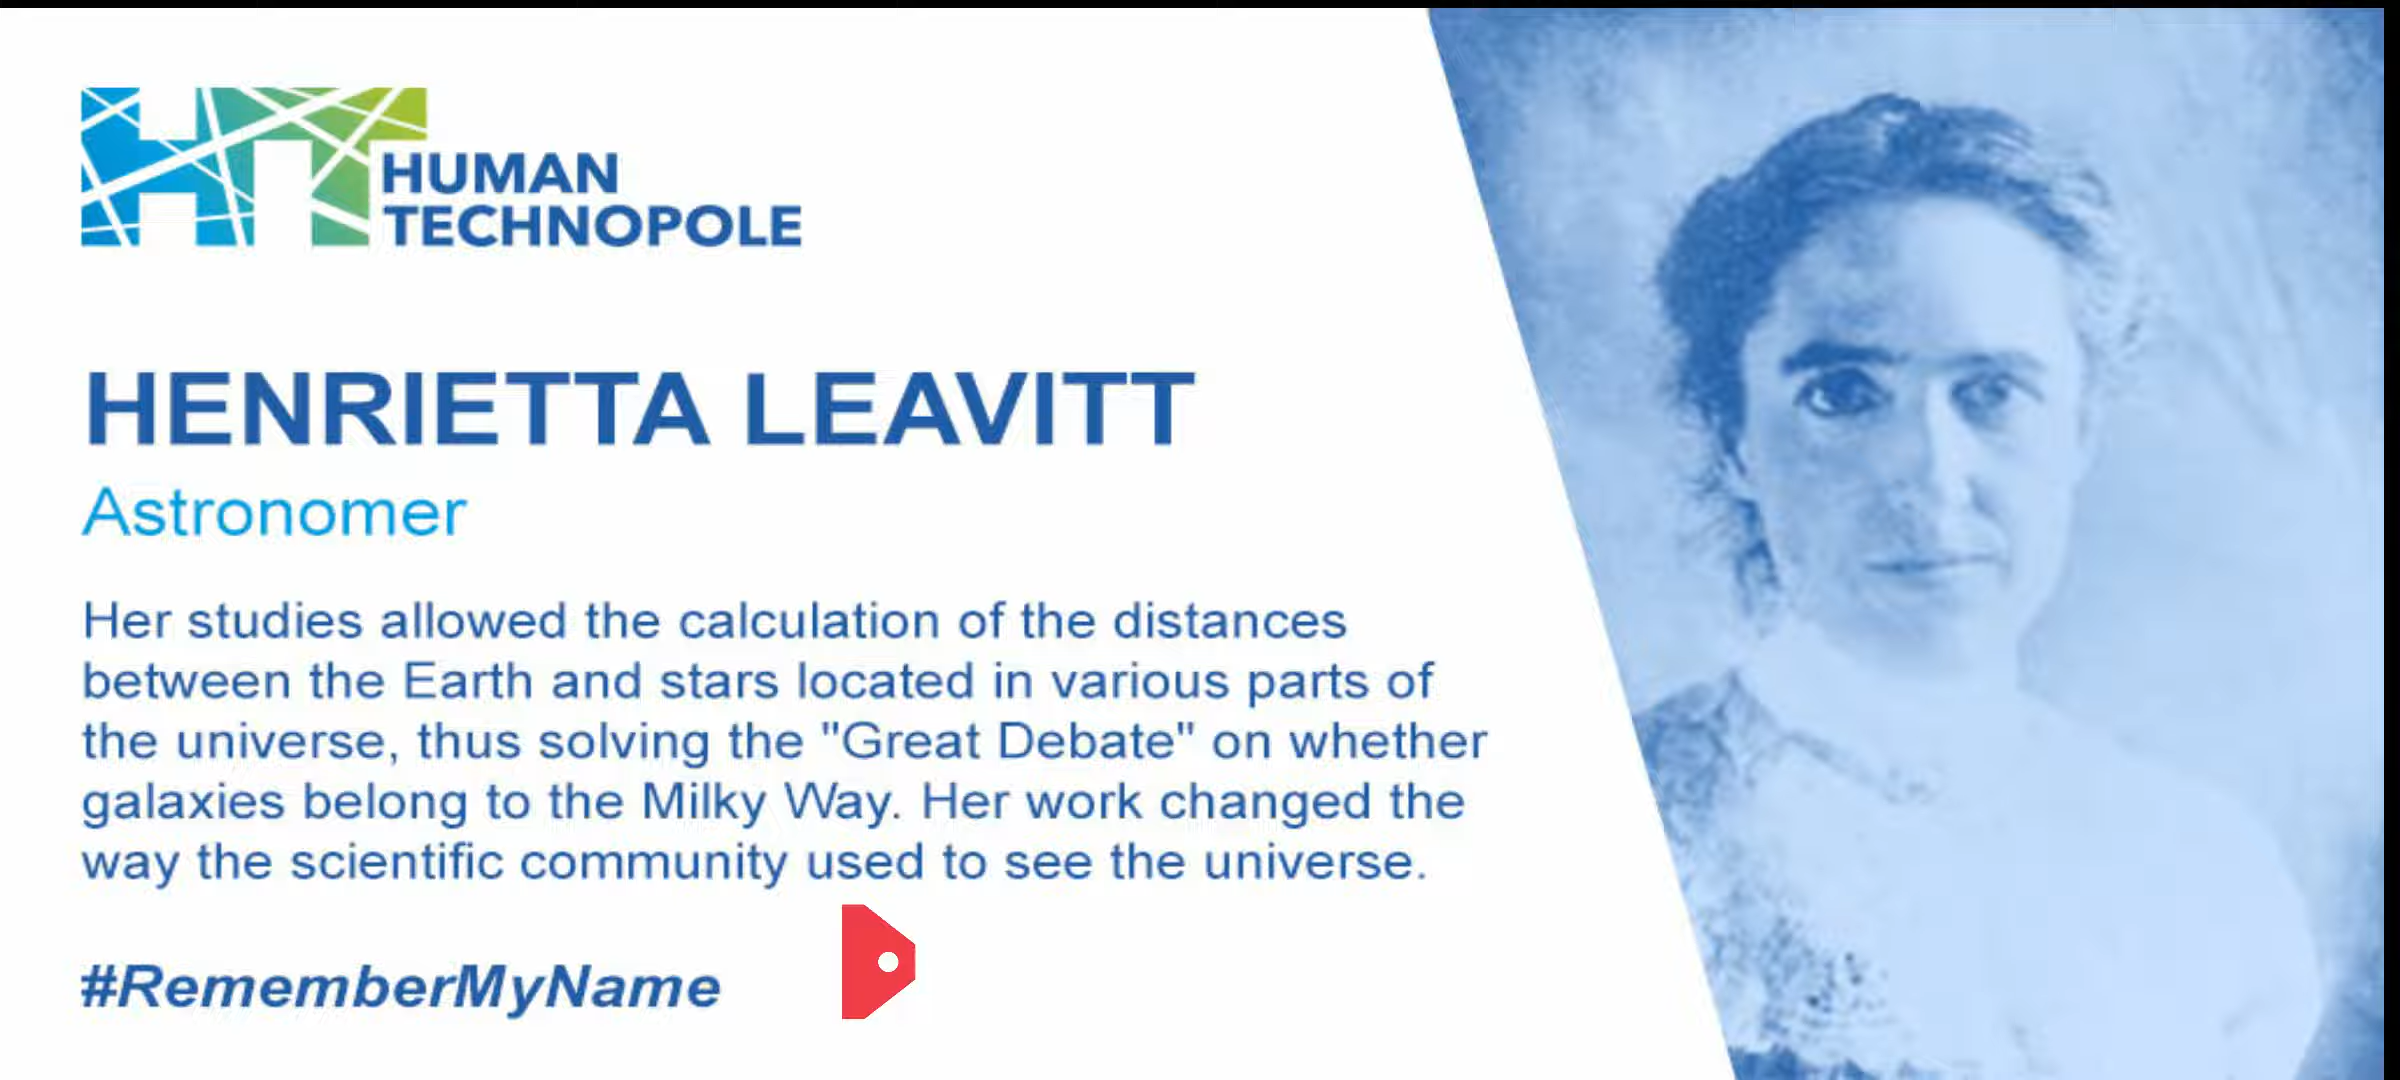 HUMAN
TECHNOPOLE
HENRIETTA LEAVITT
Astronomer
Her studies allowed the calculation of the distances
between the Earth and stars located in various parts of
the universe, thus solving the "Great Debate" on whether
galaxies belong to the Milky Way. Her work changed the
way the scientific community used to see the universe.
#RememberMyName